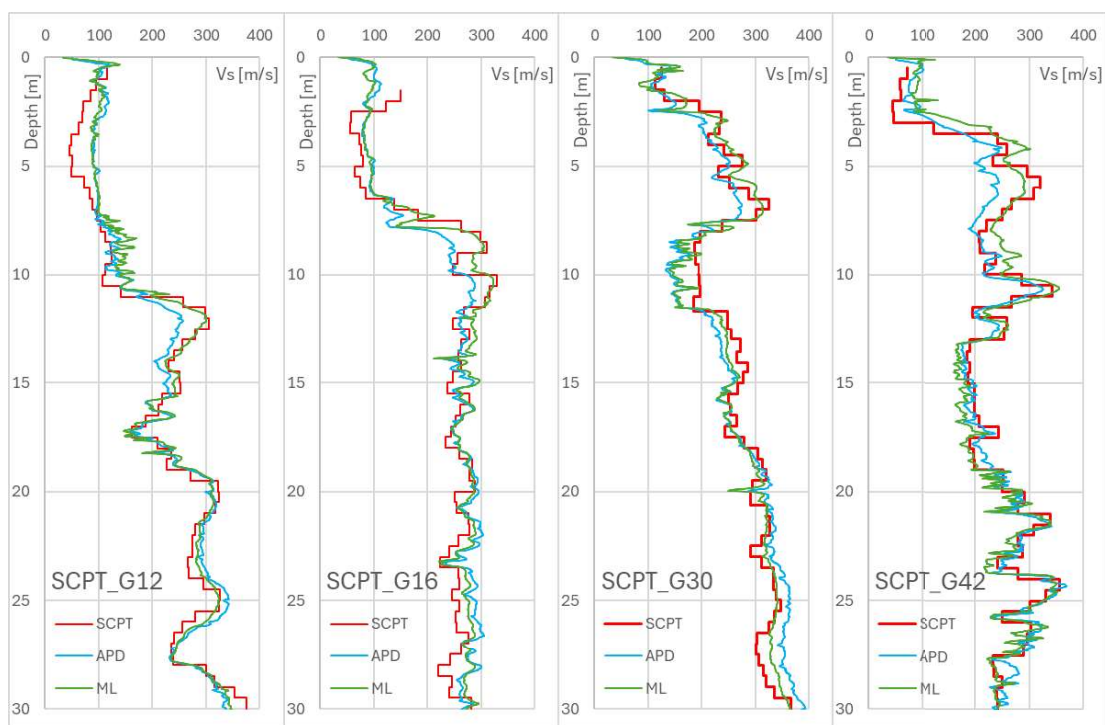 0 100 200 300 400
Vs [m/s]
Depth [m]
0
5
10
15
20
25
30
SCPT_G12
SCPT
APD
ML
0 100 200 300 400
Vs [m/s]
Depth [m]
0
5
10
15
20
25
30
SCPT_G16
SCPT
APD
ML
0 100 200 300 400
Vs [m/s]
Depth [m]
0
5
10
15
20
25
30
SCPT_G30
SCPT
APD
ML
0 100 200 300 400
Vs [m/s]
Depth [m]
0
5
10
15
20
25
30
SCPT_G42
SCPT
APD
ML